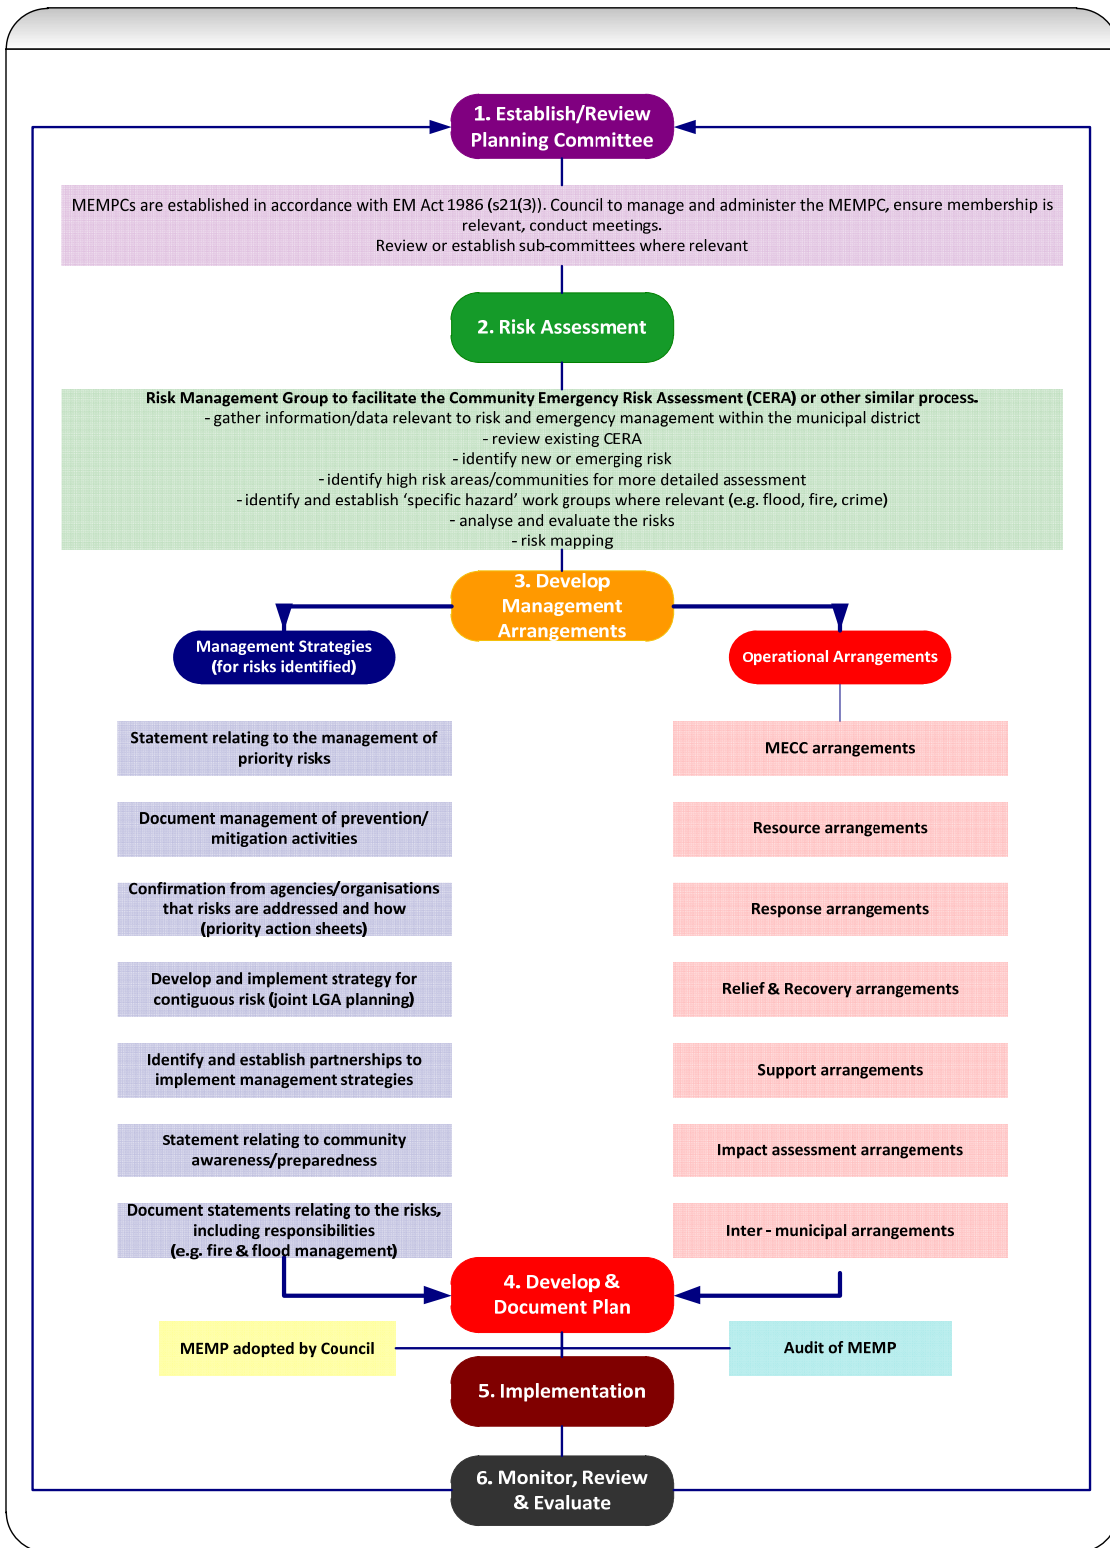 1. Establish/Review
Planning Committee
MEMPCs are established in accordance with EM Act 1986 (s21(3)). Council to manage and administer the MEMPC, ensure membership is
relevant, conduct meetings.
Review or establish sub-committees where relevant
2. Risk Assessment
Risk Management Group to facilitate the Community Emergency Risk Assessment (CERA) or other similar process.
- gather information/data relevant to risk and emergency management within the municipal district
- review existing CERA
- identify new or emerging risk
- identify high risk areas/communities for more detailed assessment
- identify and establish ‘specific hazard’ work groups where relevant (e.g. flood, fire, crime)
- analyse and evaluate the risks
- risk mapping
3. Develop
Management
Arrangements
Management Strategies
(for risks identified)
Statement relating to the management of
priority risks
Document management of prevention/
mitigation activities
Confirmation from agencies/organisations
that risks are addressed and how
(priority action sheets)
Develop and implement strategy for
contiguous risk (joint LGA planning)
Identify and establish partnerships to
implement management strategies
Statement relating to community
awareness/preparedness
Document statements relating to the risks,
including responsibilities
(e.g. fire & flood management)
Operational Arrangements
MECC arrangements
Resource arrangements
Response arrangements
Relief & Recovery arrangements
Support arrangements
Impact assessment arrangements
Inter - municipal arrangements
4. Develop &
Document Plan
MEMP adopted by Council
Audit of MEMP
5. Implementation
6. Monitor, Review
& Evaluate